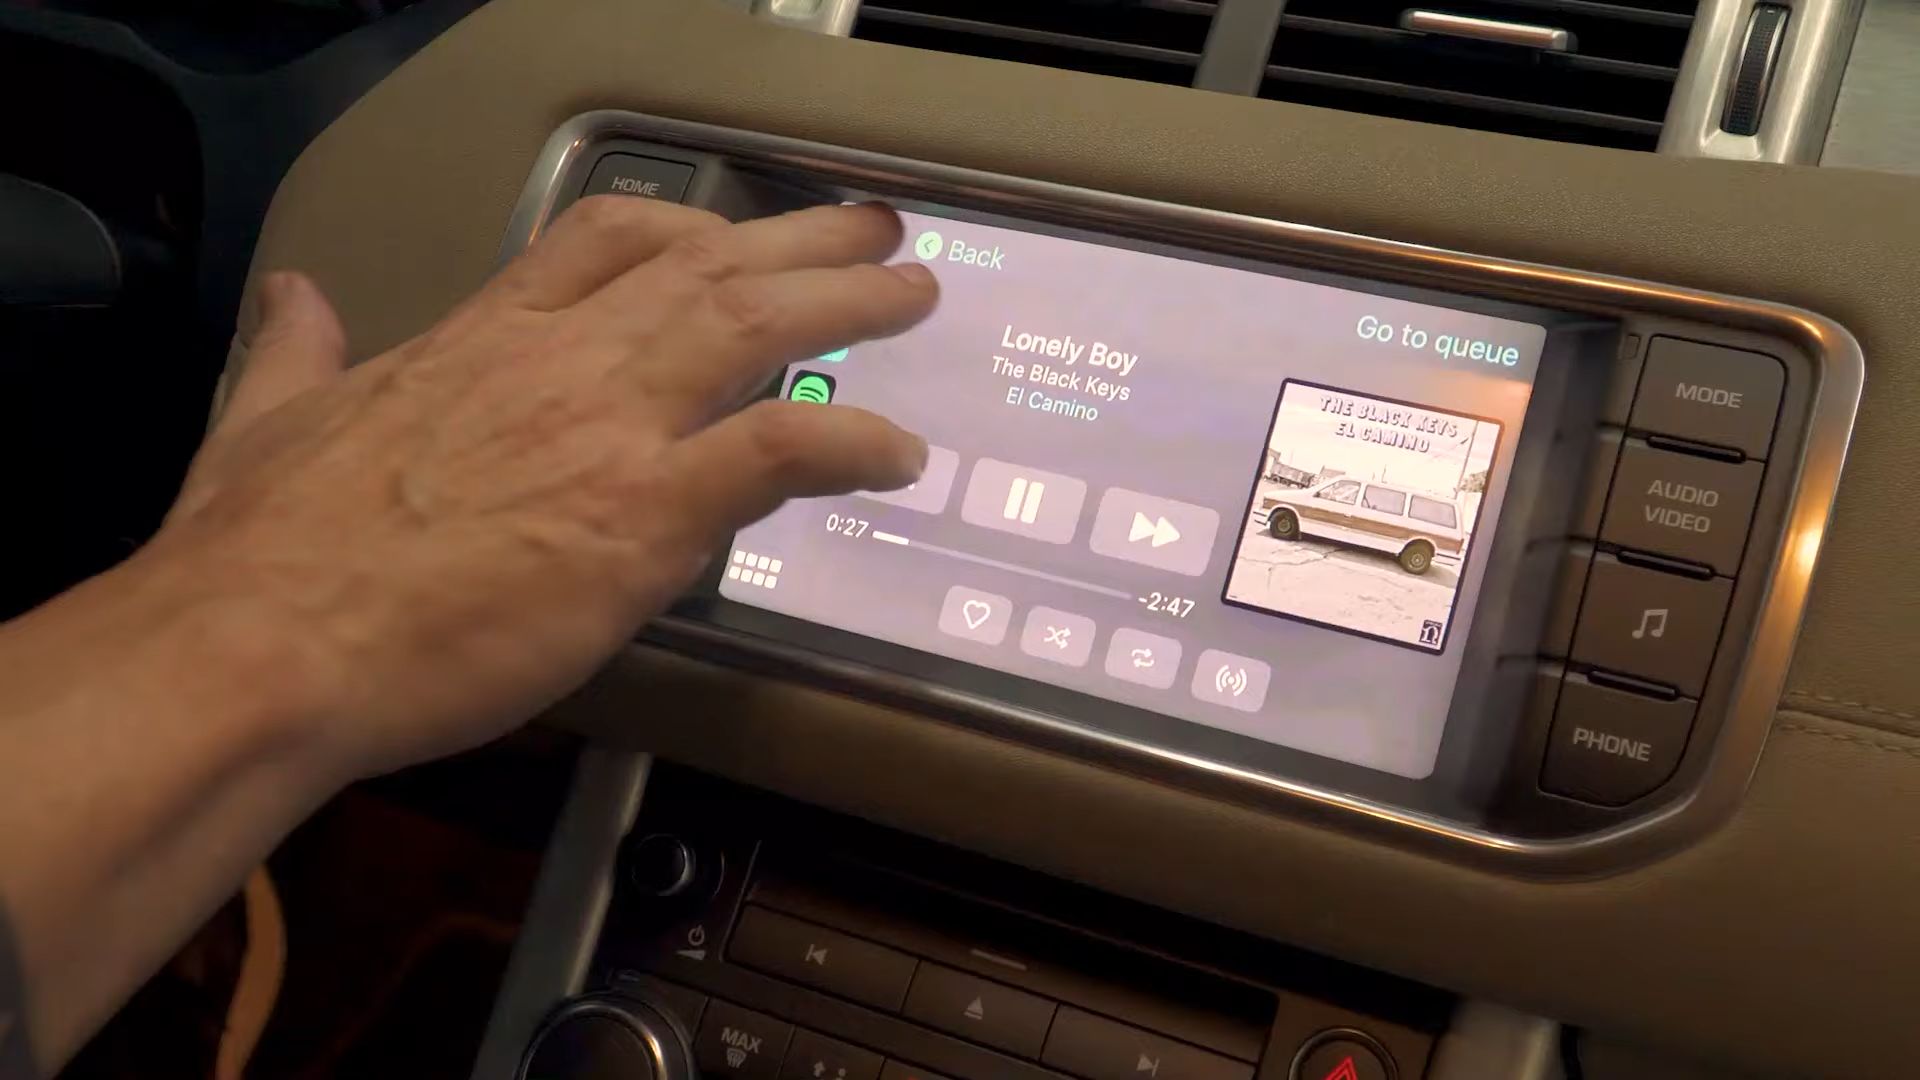 HOME
Back
Go to queue
Lonely Boy
The Black Keys
El Camino
THE BLACK KEYS
EL CAMINO
0:27
-2:47
MODE
AUDIO
VIDEO
PHONE
MAX